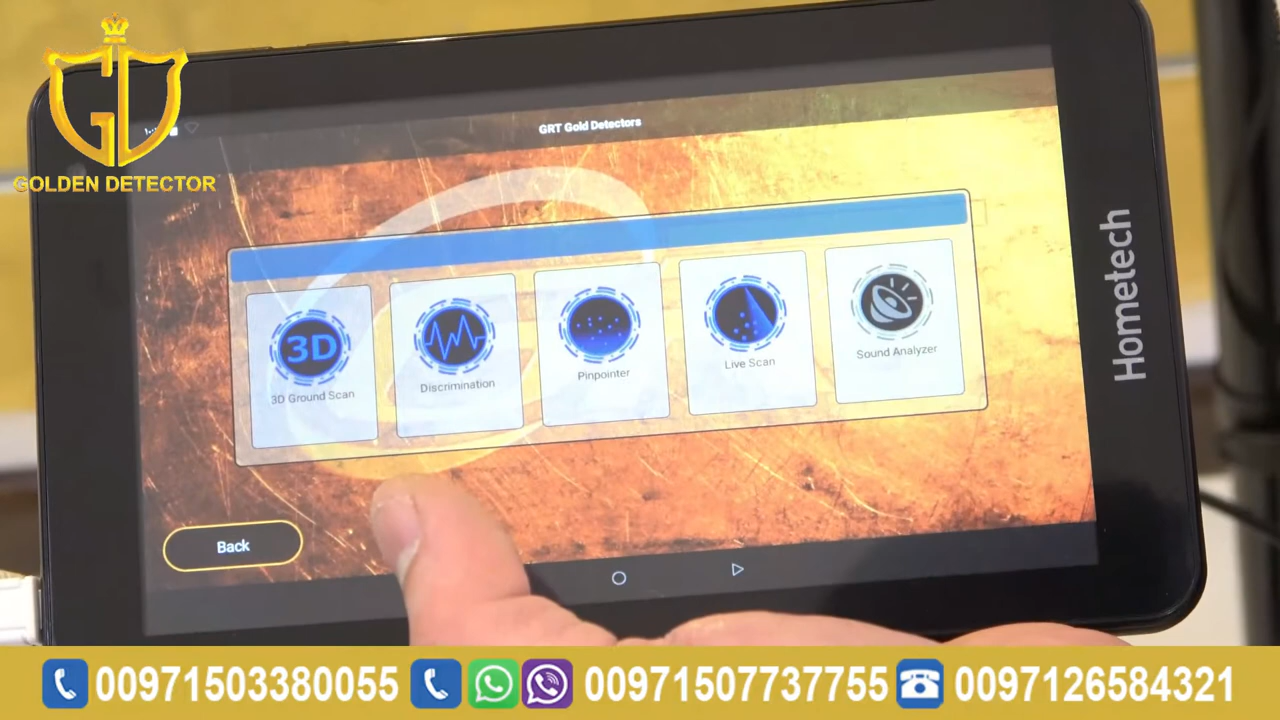 GD
GOLDEN DETECTOR
GRT Gold Detectors
3D
3D Ground Scan
Discrimination
Pinpointer
Live Scan
Sound Analyzer
Back
Hometech
00971503380055
00971507737755
0097126584321